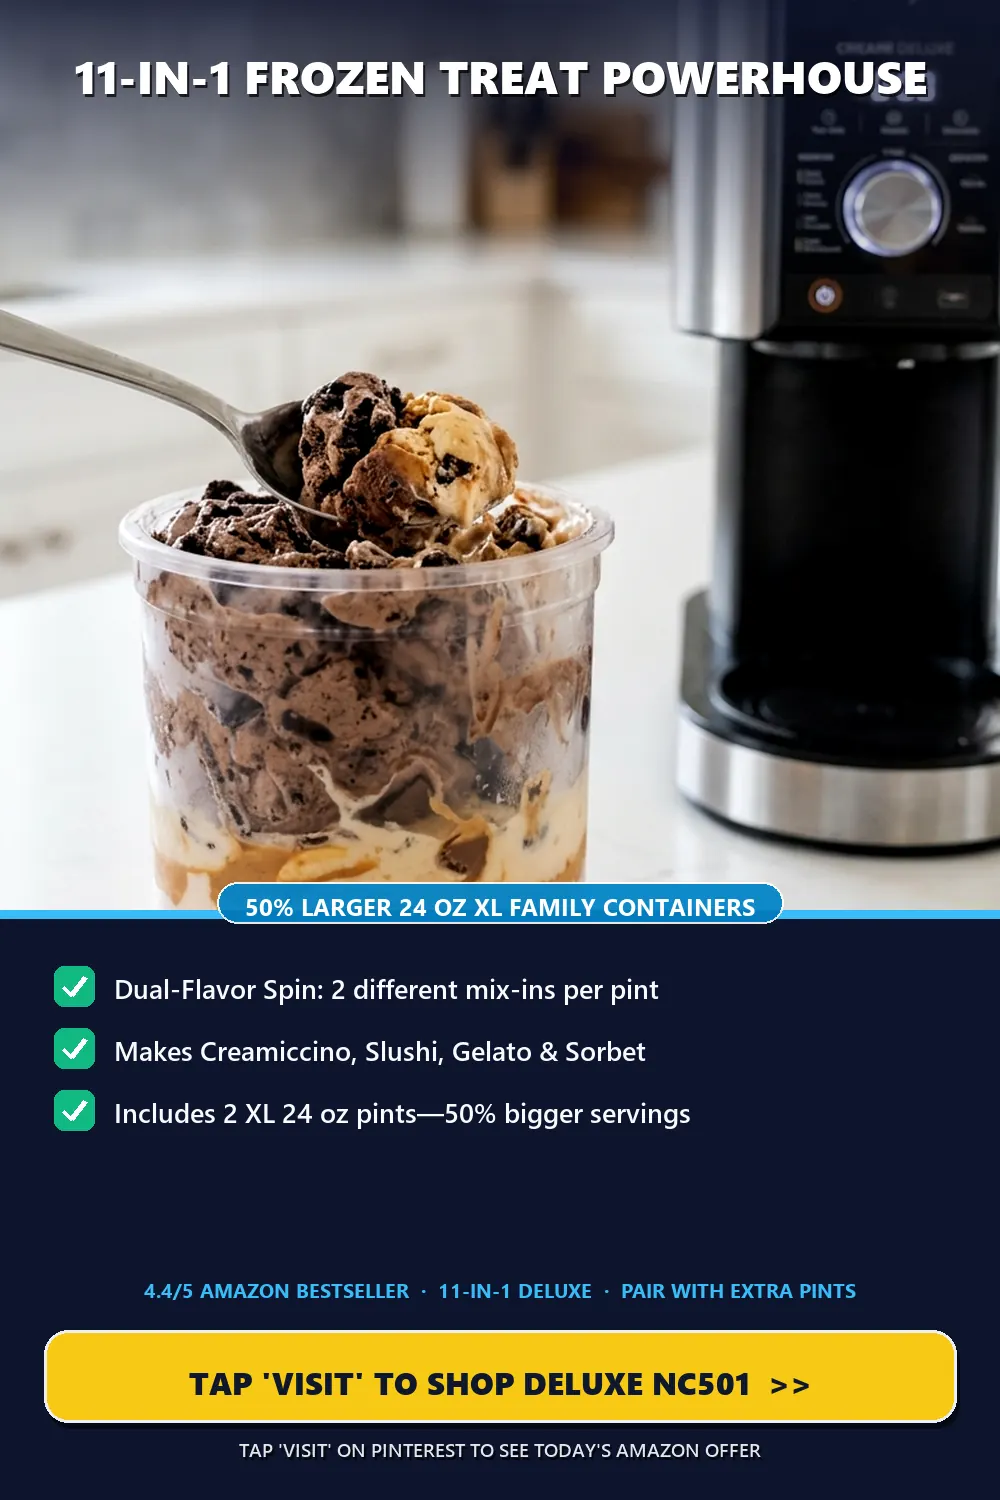 CREAMi DELUXE
11-IN-1 FROZEN TREAT POWERHOUSE
50% LARGER 24 OZ XL FAMILY CONTAINERS
Dual-Flavor Spin: 2 different mix-ins per pint
Makes Creamiccino, Slushi, Gelato & Sorbet
Includes 2 XL 24 oz pints—50% bigger servings
4.4/5 AMAZON BESTSELLER · 11-IN-1 DELUXE · PAIR WITH EXTRA PINTS
TAP 'VISIT' TO SHOP DELUXE NC501 >>
TAP 'VISIT' ON PINTEREST TO SEE TODAY'S AMAZON OFFER